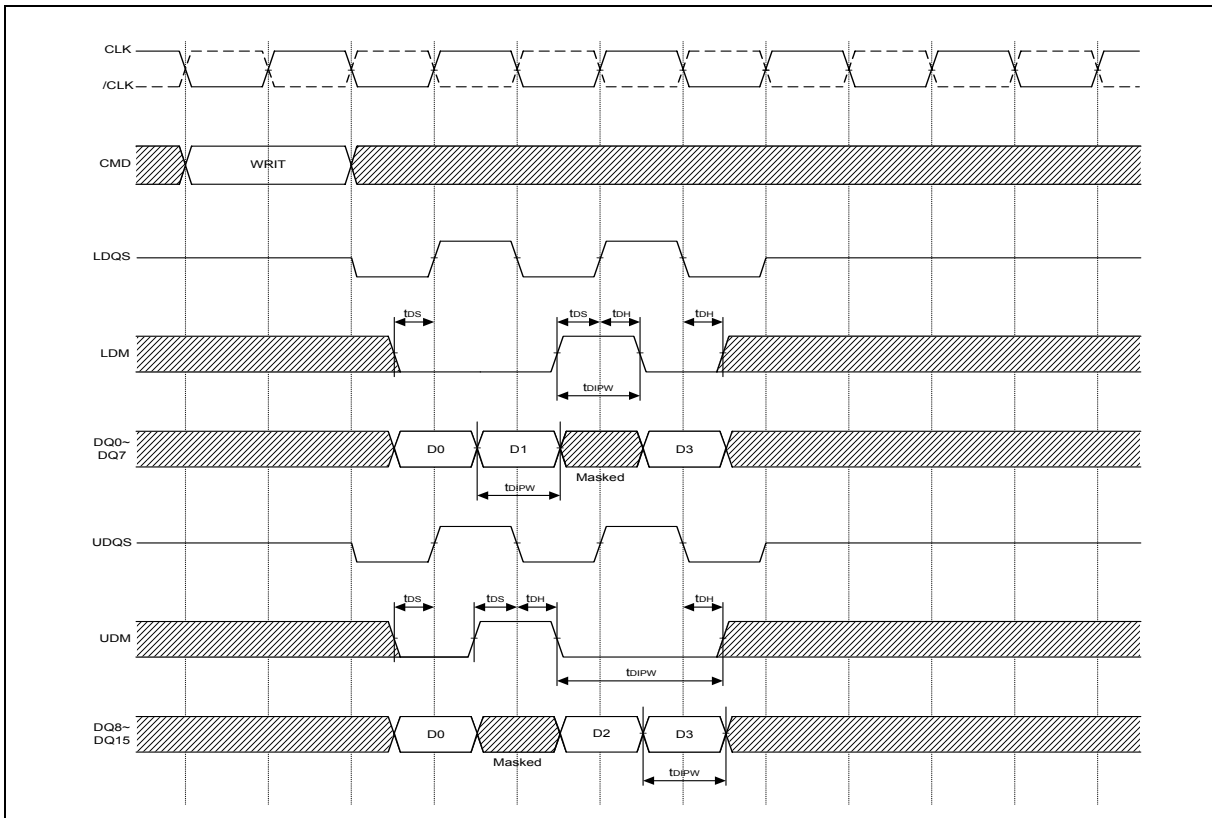 CLK
/CLK
CMD
WRIT
LDQS
tDS
tDS
tDH
tDH
LDM
tDIPW
DQ0~
DQ7
D0
D1
D3
Masked
tDIPW
UDQS
tDS
tDS
tDH
tDH
UDM
tDIPW
DQ8~
DQ15
D0
D2
D3
Masked
tDIPW